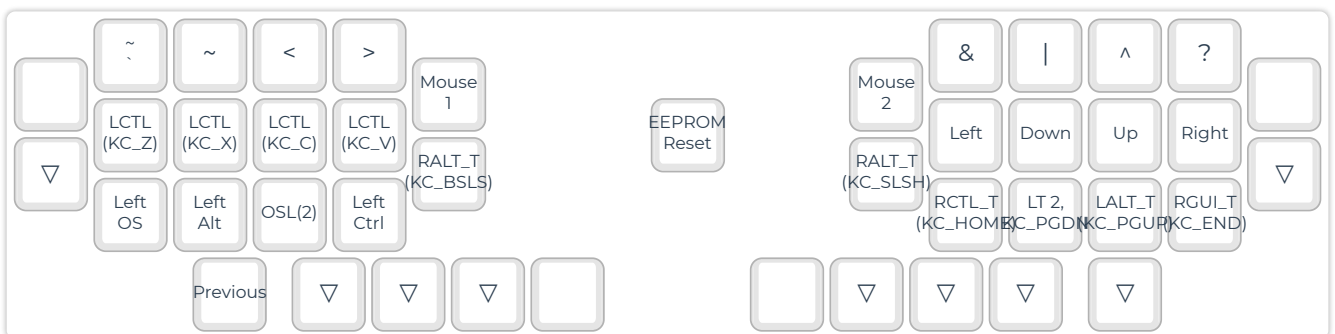 ~
`
~
<
>
Mouse
1
Mouse
2
&
|
^
?
LCTL
(KC_Z)
LCTL
(KC_X)
LCTL
(KC_C)
LCTL
(KC_V)
EEPROM
Reset
Left
Down
Up
Right
▽
RALT_T
(KC_BSLS)
RALT_T
(KC_SLSH)
▽
Left
OS
Left
Alt
OSL(2)
Left
Ctrl
RCTL_T
(KC_HOME)
LT 2,
KC_PGDN
LALT_T
(KC_PGUP)
RGUI_T
(KC_END)
Previous
▽
▽
▽
▽
▽
▽
▽